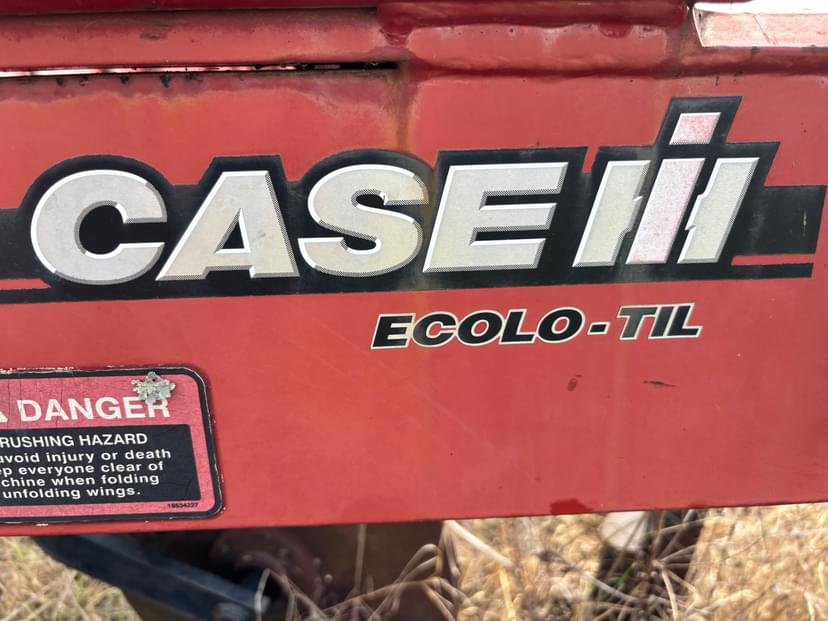 CASE IH
ECOLO-TIL
DANGER
RUSHING HAZARD
avoid injury or death
ep everyone clear of
chine when folding
unfolding wings.